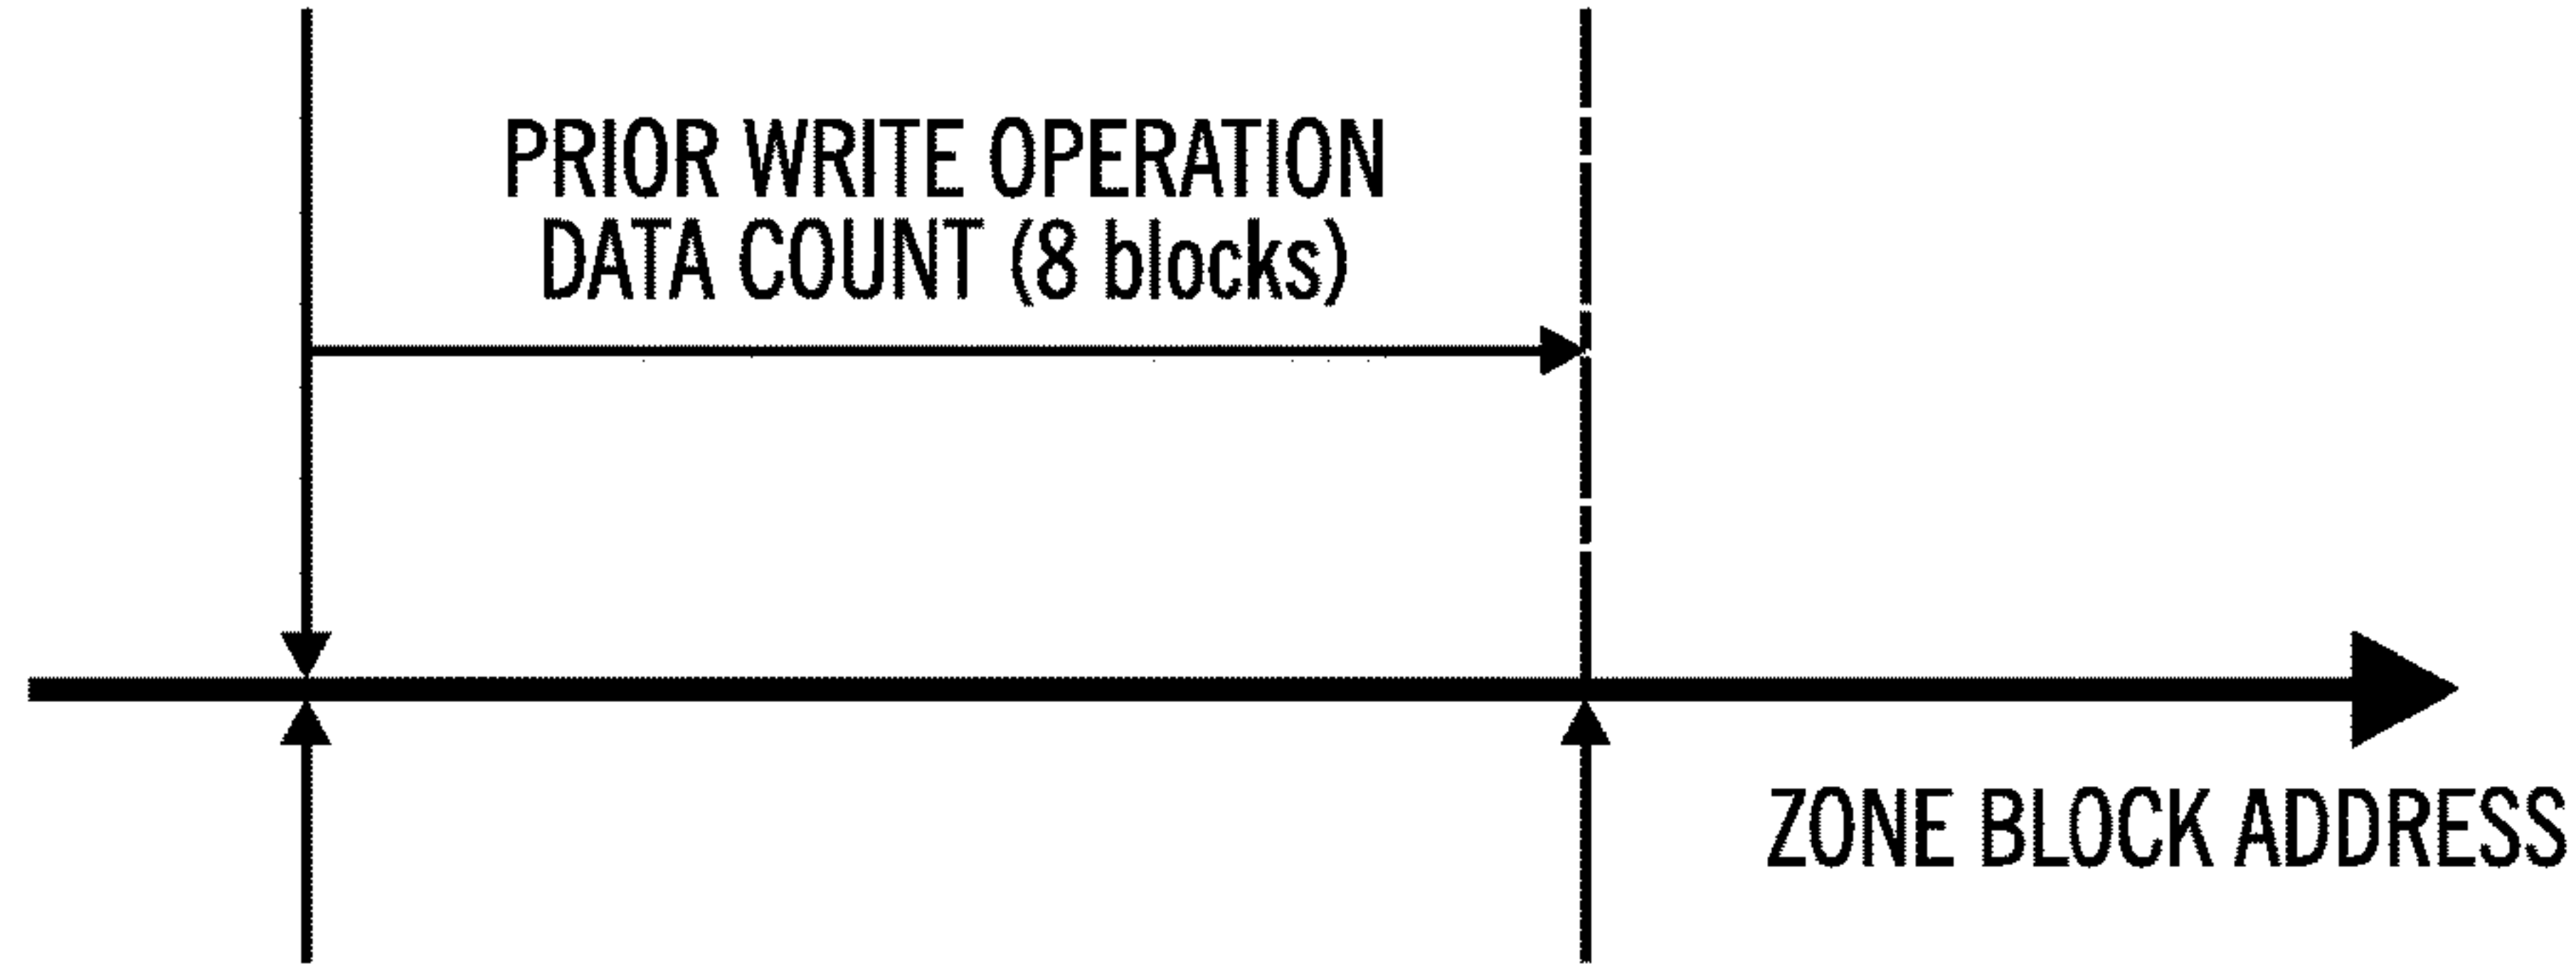 PRIOR WRITE OPERATION
DATA COUNT (8 blocks)
ZONE BLOCK ADDRESS